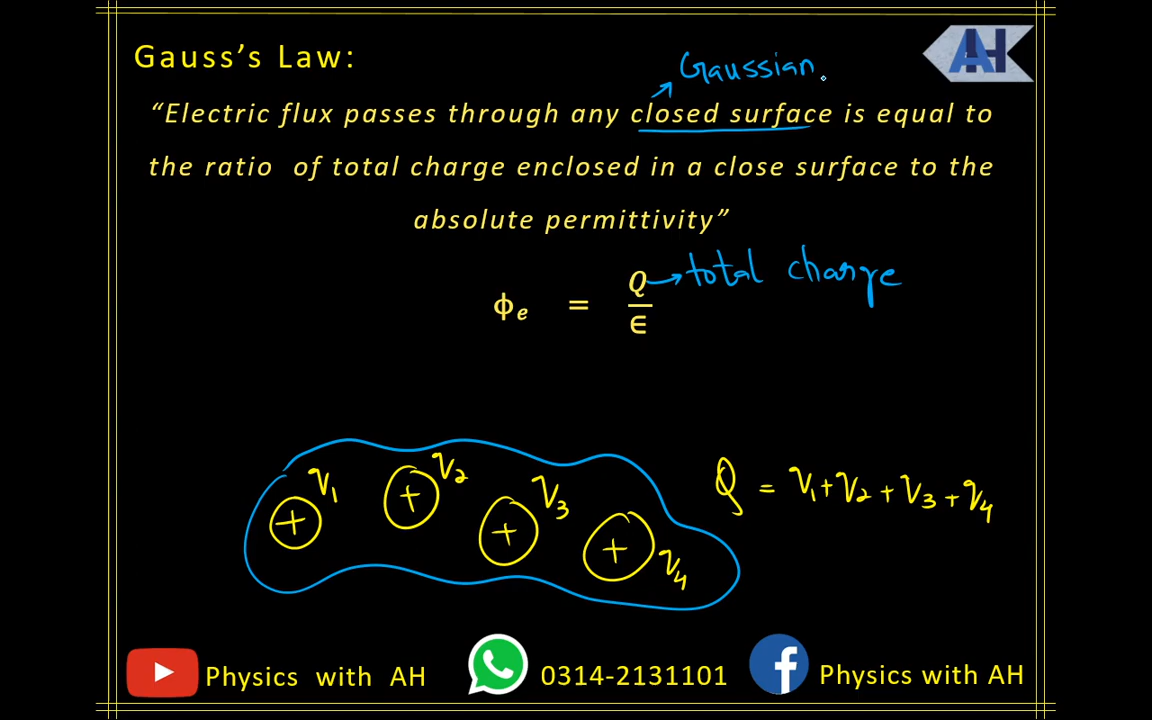 Gauss’s Law:
Gaussian
“Electric flux passes through any closed surface is equal to
the ratio of total charge enclosed in a close surface to the
absolute permittivity”
ϕₑ = Q/∈
total charge
q₁ q₂ q₃ q₄
+ + + +
Q = q₁ + q₂ + q₃ + q₄
AH
Physics with AH 0314-2131101 Physics with AH